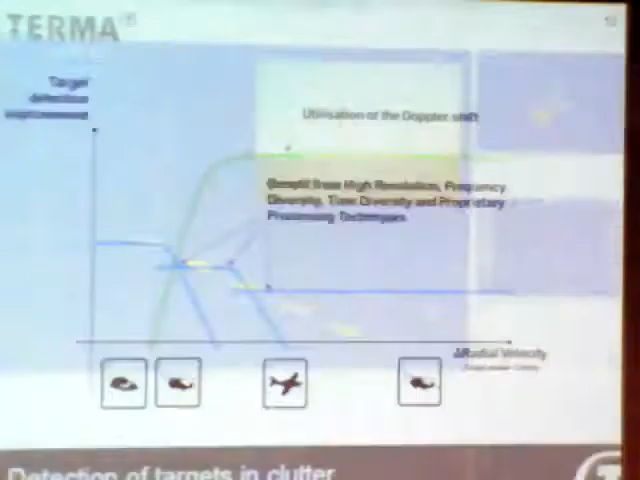 TERMA®
Target
detection
improvement
Utilisation of the Doppler shift
Benefit from High Resolution, Frequency
Diversity, Time Diversity and Proprietary
Processing Techniques
Radial Velocity
Detection of targets in clutter